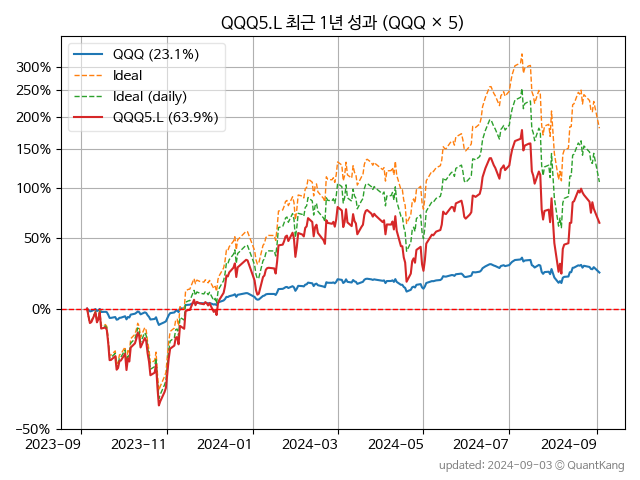 QQQ5.L 최근 1년 성과 (QQQ × 5)
QQQ (23.1%)
Ideal
Ideal (daily)
QQQ5.L (63.9%)
300%
250%
200%
150%
100%
50%
0%
−50%
2023-09
2023-11
2024-01
2024-03
2024-05
2024-07
2024-09
updated: 2024-09-03 © QuantKang